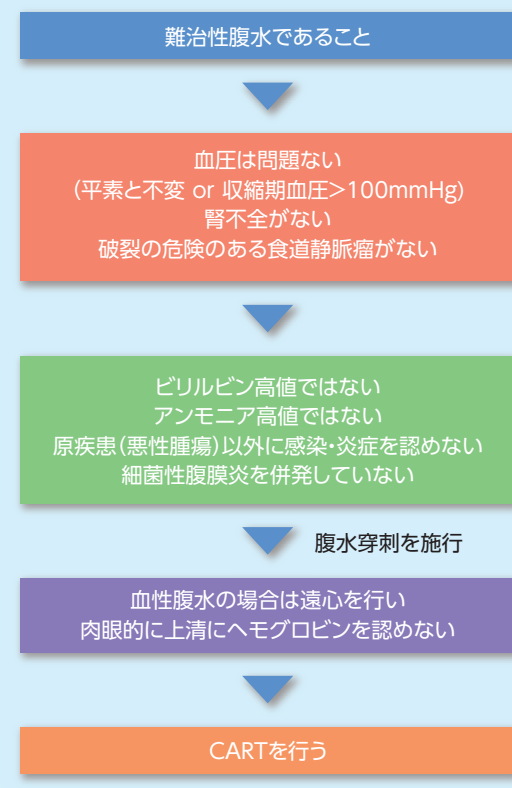 難治性腹水であること
血圧は問題ない
(平素と不変 or 収縮期血圧>100mmHg)
腎不全がない
破裂の危険のある食道静脈瘤がない
ビリルビン高値ではない
アンモニア高値ではない
原疾患(悪性腫瘍)以外に感染・炎症を認めない
細菌性腹膜炎を併発していない
腹水穿刺を施行
血性腹水の場合は遠心を行い
肉眼的に上清にヘモグロビンを認めない
CARTを行う